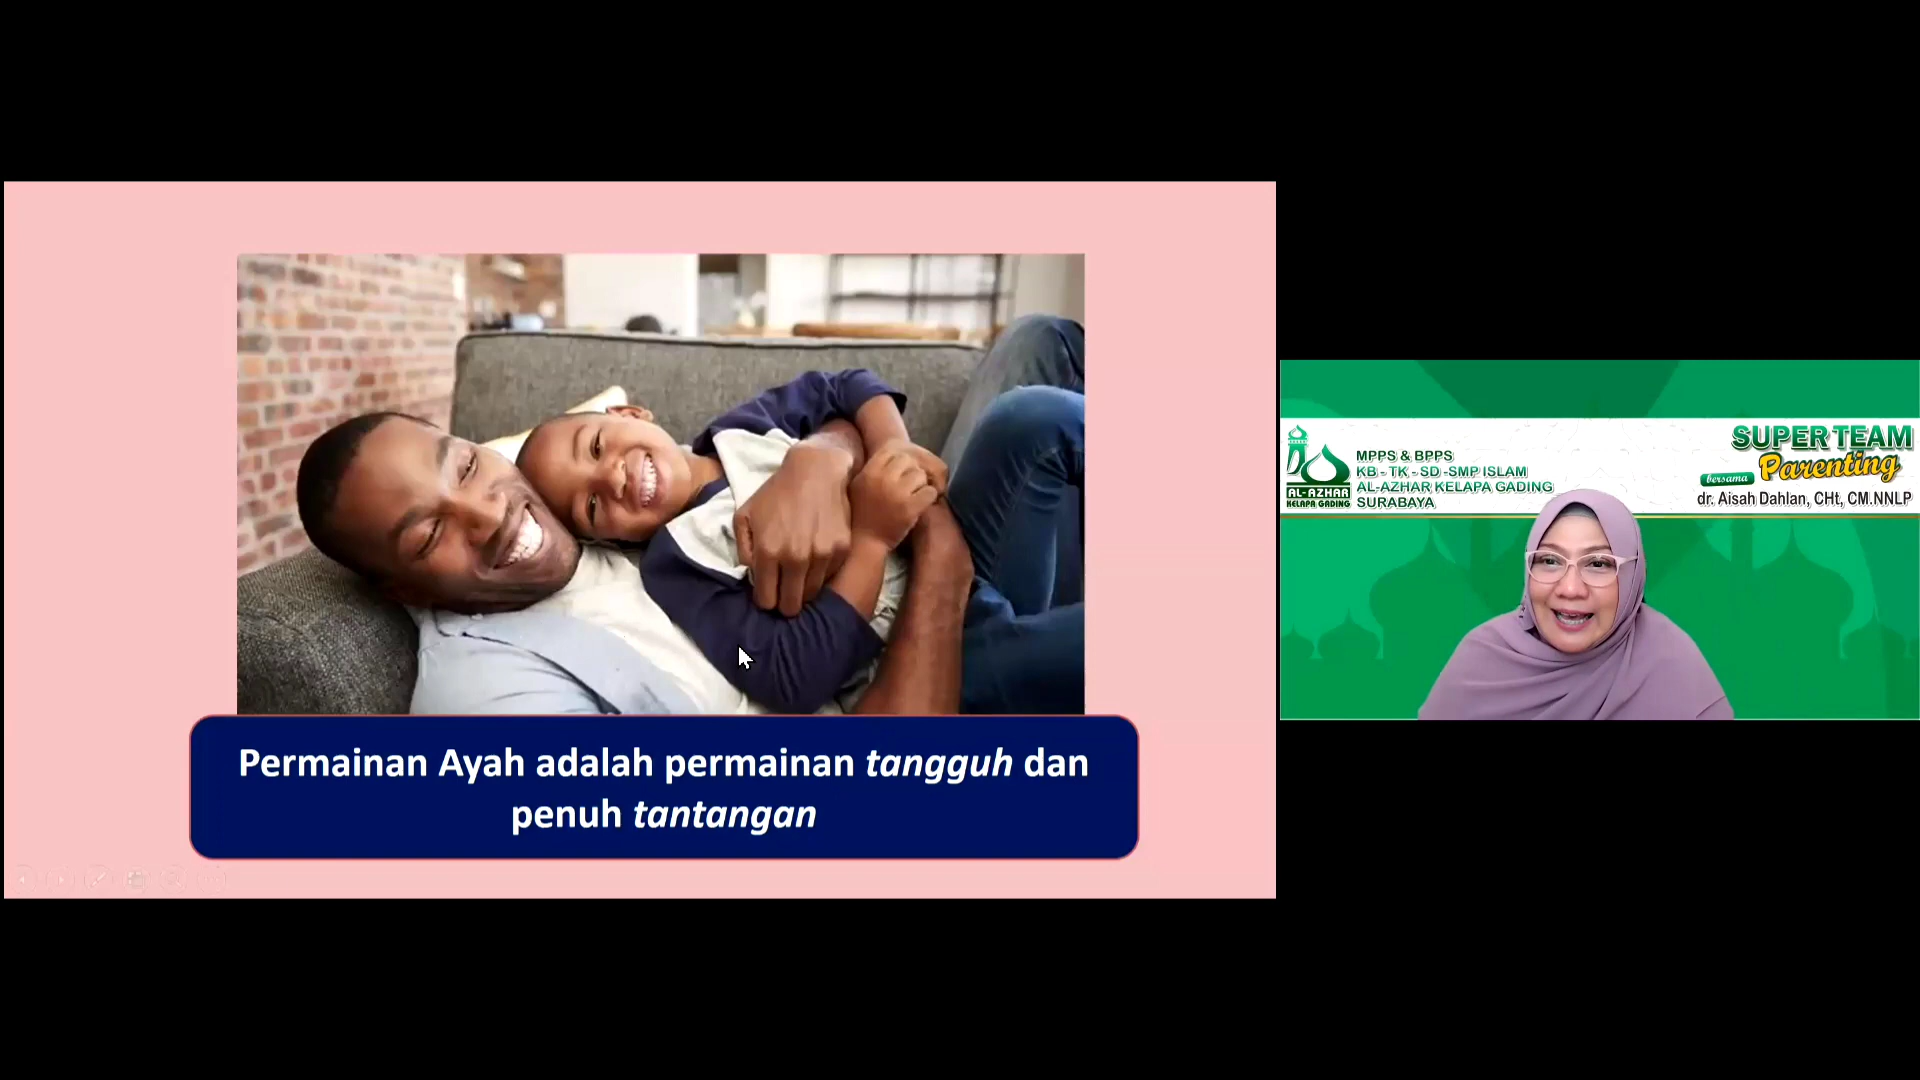 Permainan Ayah adalah permainan tangguh dan
penuh tantangan
AL-AZHAR
KELAPA GADING
MPPS & BPPS
KB - TK - SD -SMP ISLAM
AL-AZHAR KELAPA GADING
SURABAYA
SUPER TEAM
bersama Parenting
dr. Aisah Dahlan, CHt, CM.NNLP